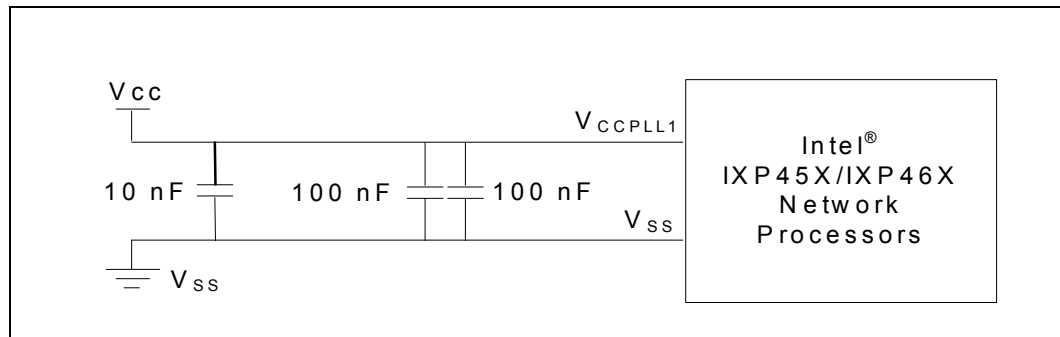 Vcc
VCCPLL1
Intel®
IXP45X/IXP46X
Network
Processors
10 nF
100 nF
100 nF
VSS
VSS